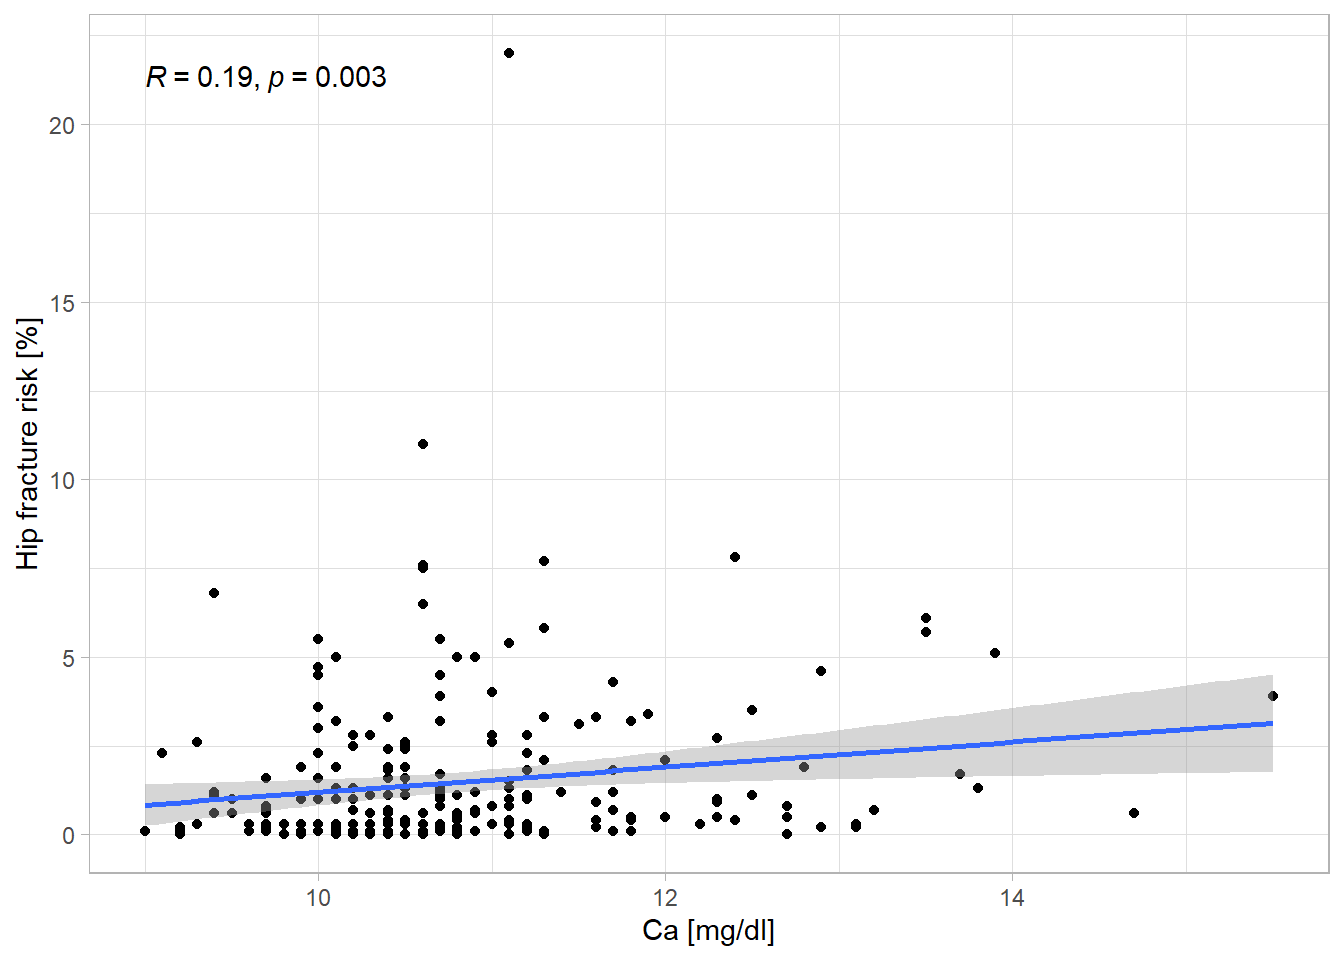 R = 0.19, p = 0.003
20
15
10
5
0
Hip fracture risk [%]
10 12 14
Ca [mg/dl]